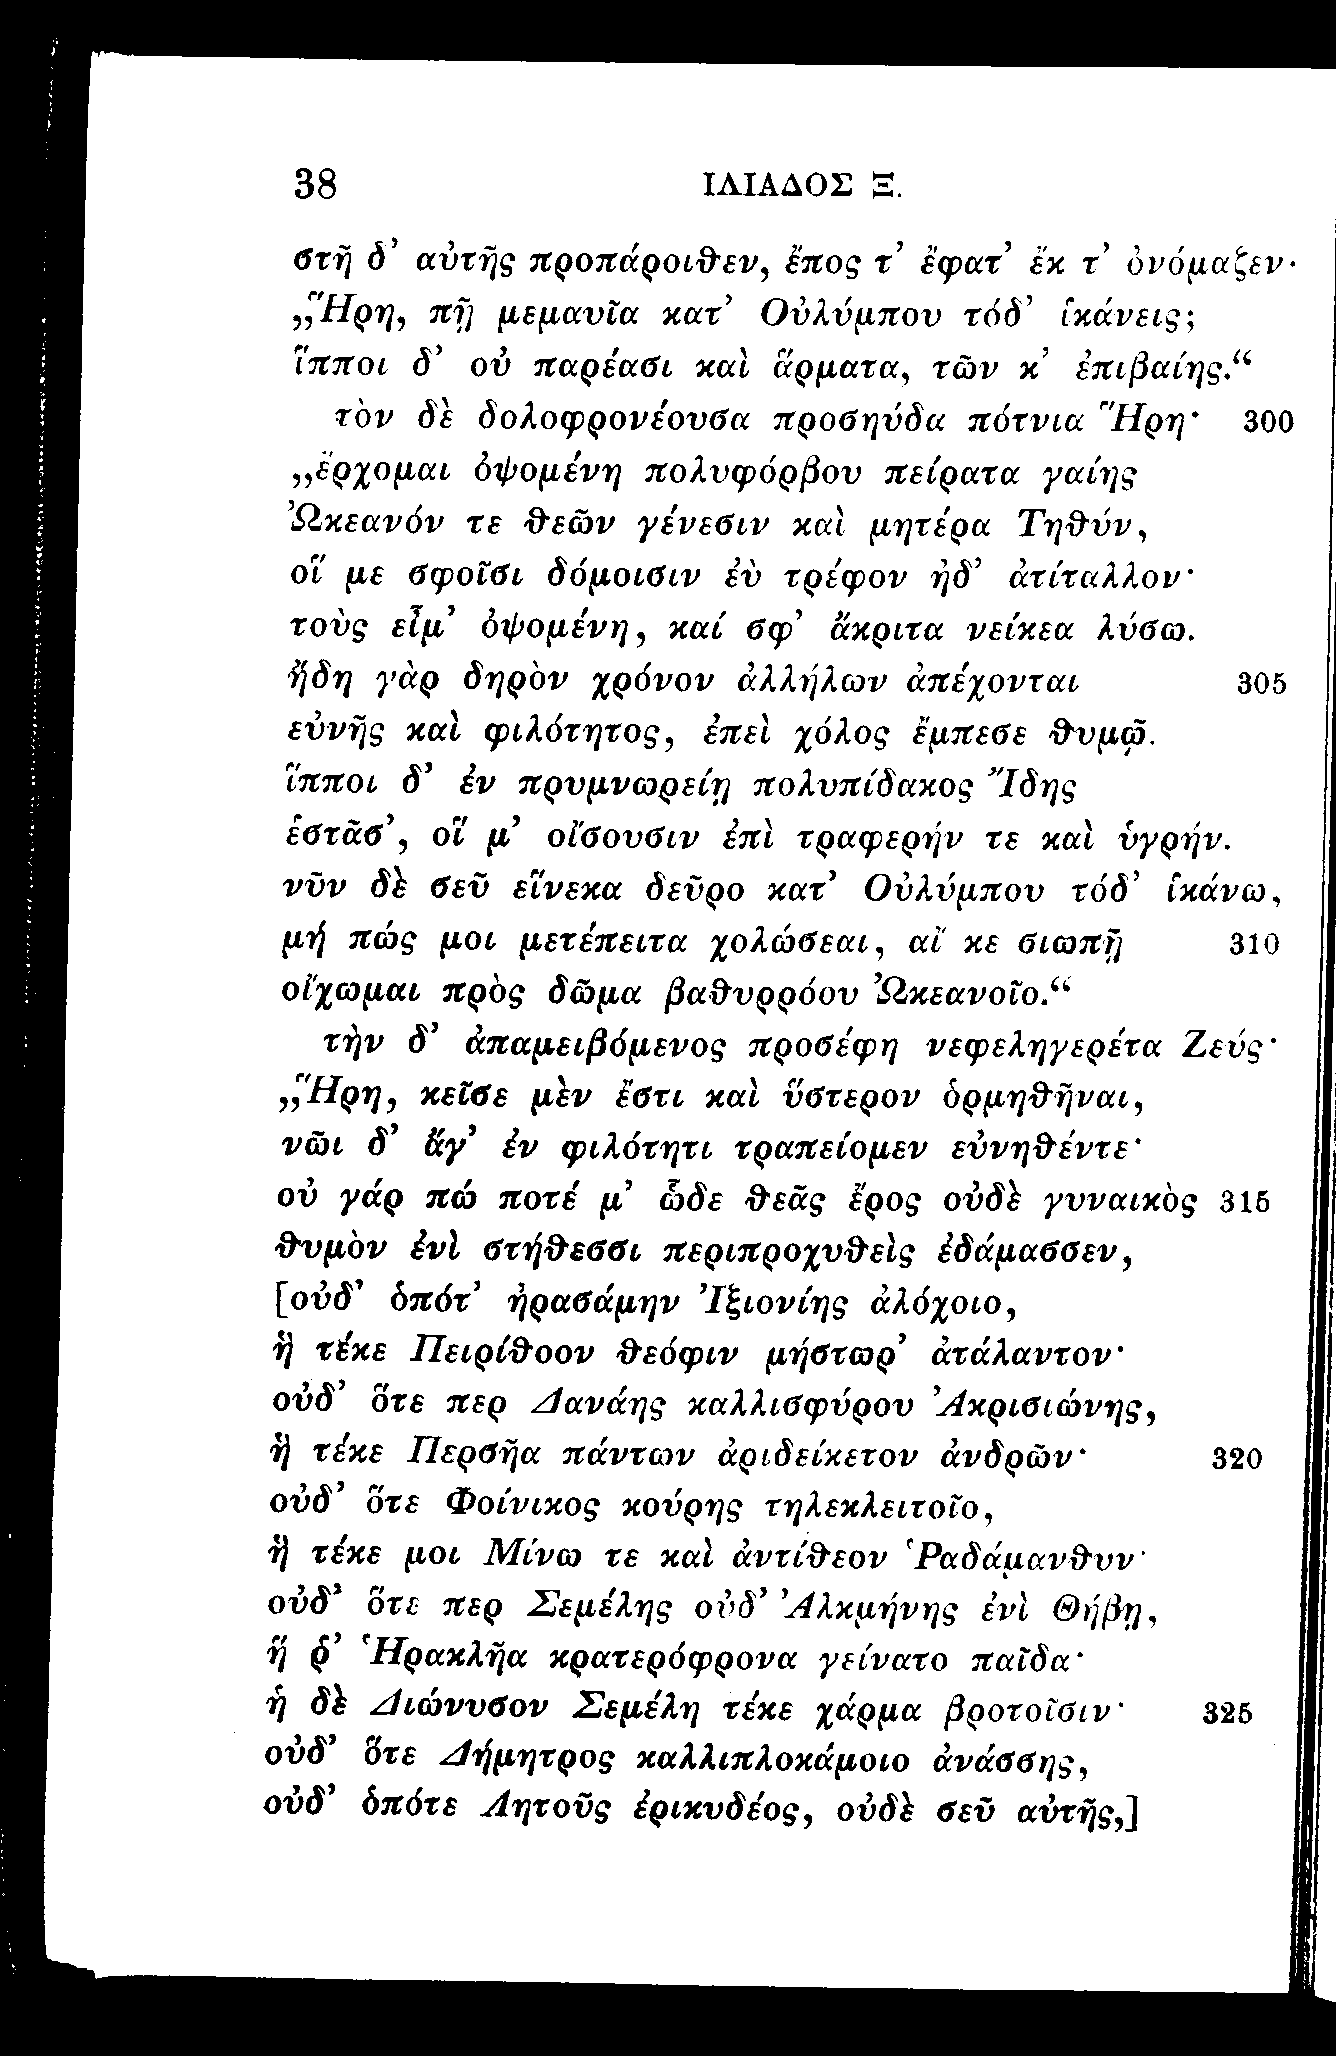 38 ΙΛΙΑΔΟΣ Ξ.
στῆ δ’ αὐτῆς προπάροιϑεν, ἔπος τ’ ἔφατ’ ἔκ τ’ ὀνόμαζεν·
„Ἥρη, πῇ μεμαυῖα κατ’ Οὐλύμπου τόδ’ ἱκάνεις;
ἵπποι δ’ οὐ παρέασι καὶ ἅρματα, τῶν κ’ ἐπιβαίης.“
τὸν δὲ δολοφρονέουσα προσηύδα πότνια Ἥρη· 300
„ἔρχομαι ὀψομένη πολυφόρβου πείρατα γαίης
Ὠκεανόν τε ϑεῶν γένεσιν καὶ μητέρα Τηϑύν,
οἵ με σφοῖσι δόμοισιν ἐὺ τρέφον ἠδ’ ἀτίταλλον·
τοὺς εἶμ’ ὀψομένη, καί σφ’ ἄκριτα νείκεα λύσω.
ἤδη γὰρ δηρὸν χρόνον ἀλλήλων ἀπέχονται 305
εὐνῆς καὶ φιλότητος, ἐπεὶ χόλος ἔμπεσε ϑυμῷ.
ἵπποι δ’ ἐν πρυμνωρείῃ πολυπίδακος Ἴδης
ἑστᾶσ’, οἵ μ’ οἴσουσιν ἐπὶ τραφερήν τε καὶ ὑγρήν.
νῦν δὲ σεῦ εἵνεκα δεῦρο κατ’ Οὐλύμπου τόδ’ ἱκάνω,
μή πώς μοι μετέπειτα χολώσεαι, αἴ κε σιωπῇ 310
οἴχωμαι πρὸς δῶμα βαϑυρρόου Ὠκεανοῖο.“
τὴν δ’ ἀπαμειβόμενος προσέφη νεφεληγερέτα Ζεύς·
„Ἥρη, κεῖσε μὲν ἔστι καὶ ὕστερον ὁρμηϑῆναι,
νῶι δ’ ἄγ’ ἐν φιλότητι τραπείομεν εὐνηϑέντε·
οὐ γάρ πώ ποτέ μ’ ὧδε ϑεᾶς ἔρος οὐδὲ γυναικὸς 315
ϑυμὸν ἐνὶ στήϑεσσι περιπροχυϑεὶς ἐδάμασσεν,
[οὐδ’ ὁπότ’ ἠρασάμην Ἰξιονίης ἀλόχοιο,
ἣ τέκε Πειρίϑοον ϑεόφιν μήστωρ’ ἀτάλαντον·
οὐδ’ ὅτε περ Δανάης καλλισφύρου Ἀκρισιώνης,
ἣ τέκε Περσῆα πάντων ἀριδείκετον ἀνδρῶν· 320
οὐδ’ ὅτε Φοίνικος κούρης τηλεκλειτοῖο,
ἣ τέκε μοι Μίνω τε καὶ ἀντίϑεον Ῥαδάμανϑυν·
οὐδ’ ὅτε περ Σεμέλης οὐδ’ Ἀλκμήνης ἐνὶ Θήβῃ,
ἥ ῥ’ Ἡρακλῆα κρατερόφρονα γείνατο παῖδα·
ἡ δὲ Διώνυσον Σεμέλη τέκε χάρμα βροτοῖσιν· 325
οὐδ’ ὅτε Δήμητρος καλλιπλοκάμοιο ἀνάσσης,
οὐδ’ ὁπότε Λητοῦς ἐρικυδέος, οὐδὲ σεῦ αὐτῆς,]